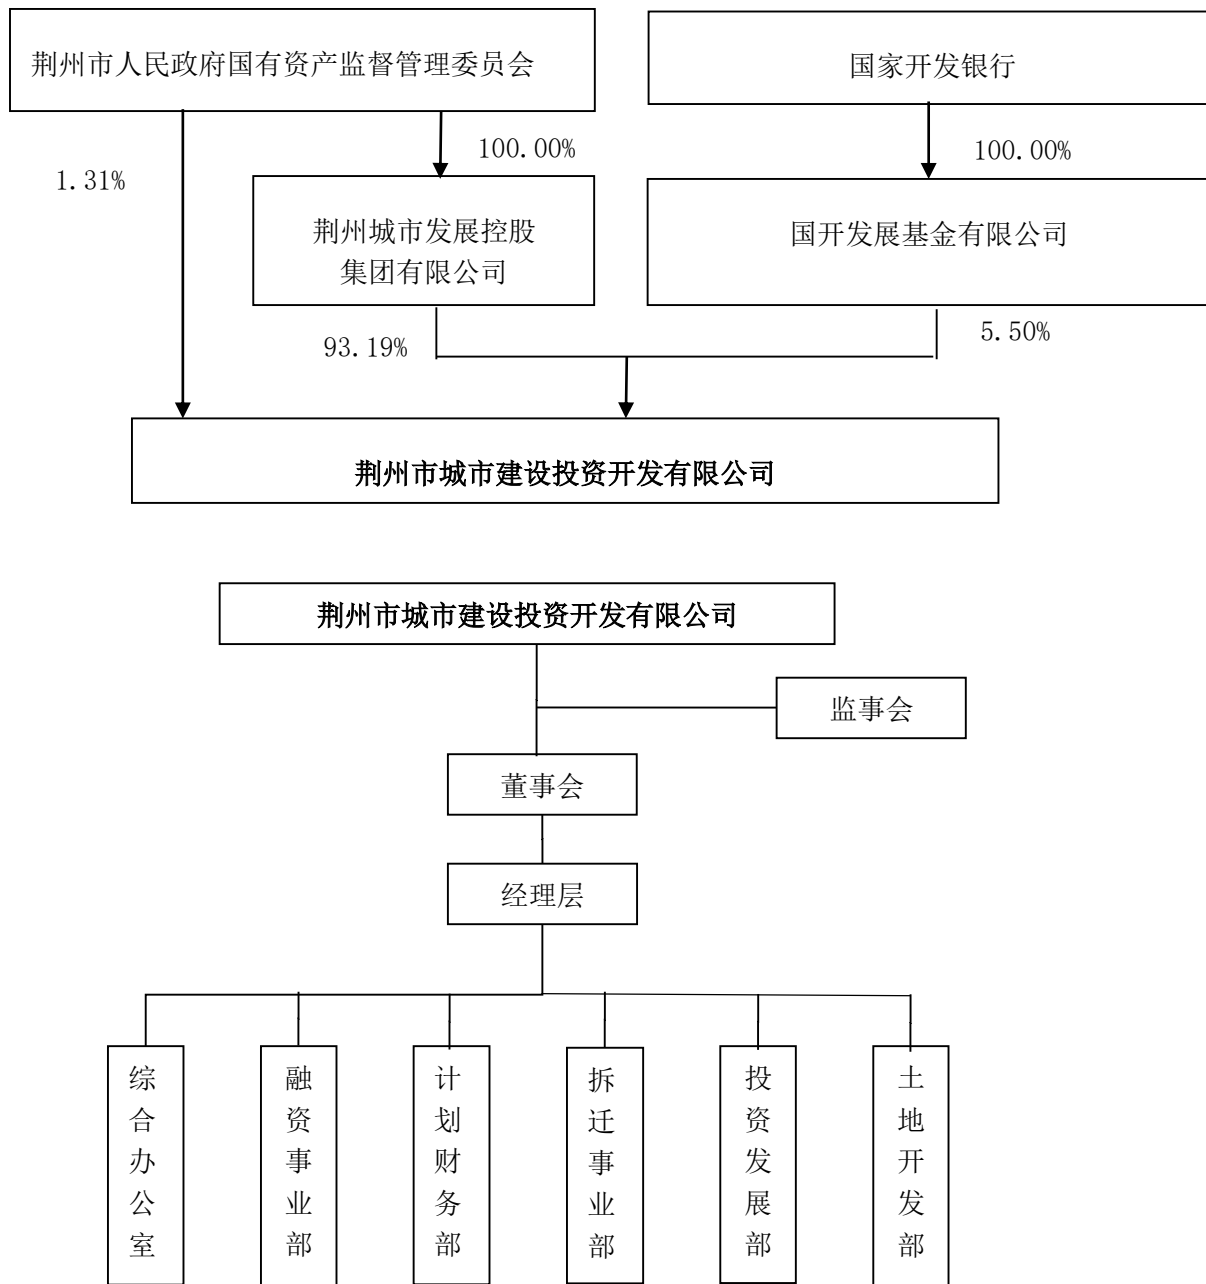 荆州市人民政府国有资产监督管理委员会
国家开发银行
1.31%
100.00%
100.00%
荆州城市发展控股
集团有限公司
国开发展基金有限公司
93.19%
5.50%
荆州市城市建设投资开发有限公司
荆州市城市建设投资开发有限公司
监事会
董事会
经理层
综合办公室
融资事业部
计划财务部
拆迁事业部
投资发展部
土地开发部